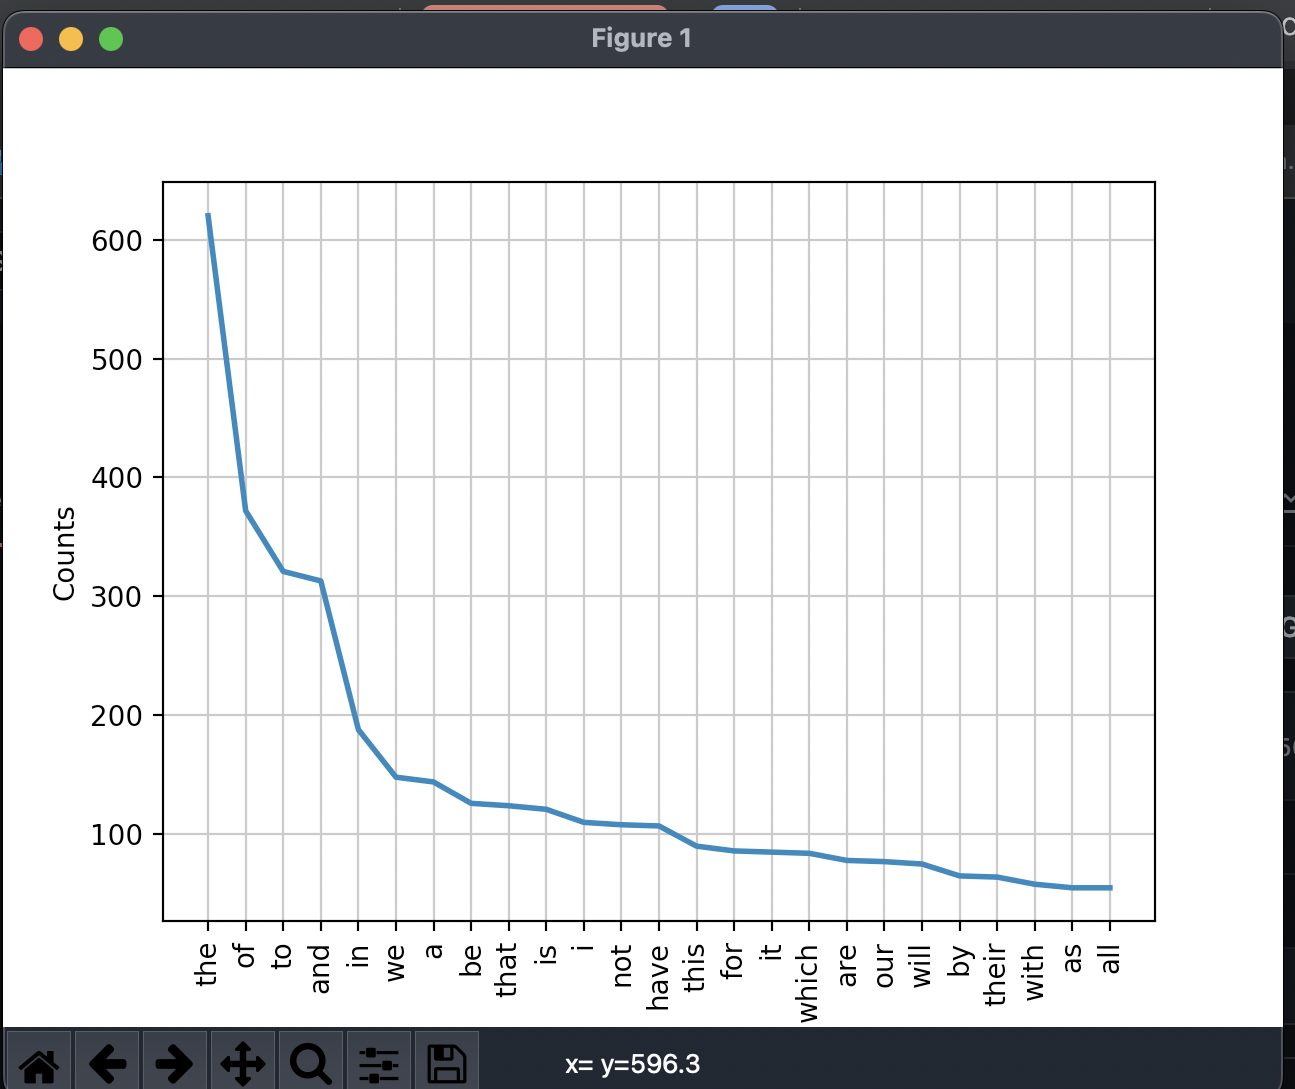 Figure 1
600
500
400
300
200
100
Counts
the
of
to
and
in
we
a
be
that
is
i
not
have
this
for
it
which
are
our
will
by
their
with
as
all
x= y=596.3